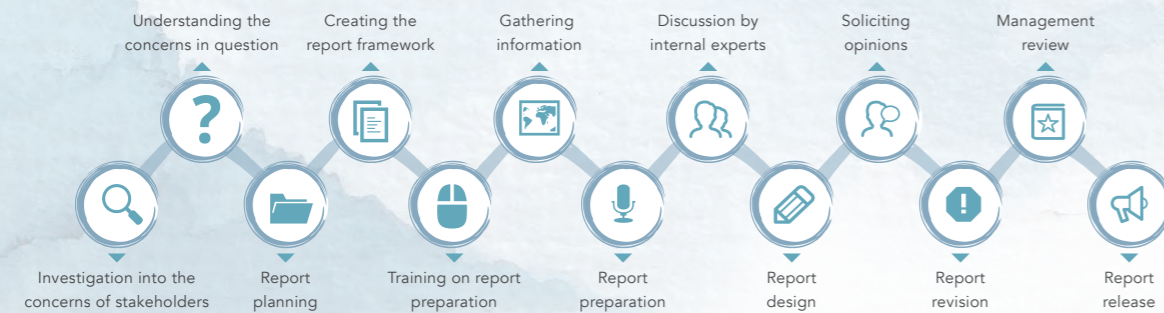 Understanding the
concerns in question
Creating the
report framework
Gathering
information
Discussion by
internal experts
Soliciting
opinions
Management
review
?
!
Investigation into the
concerns of stakeholders
Report
planning
Training on report
preparation
Report
preparation
Report
design
Report
revision
Report
release